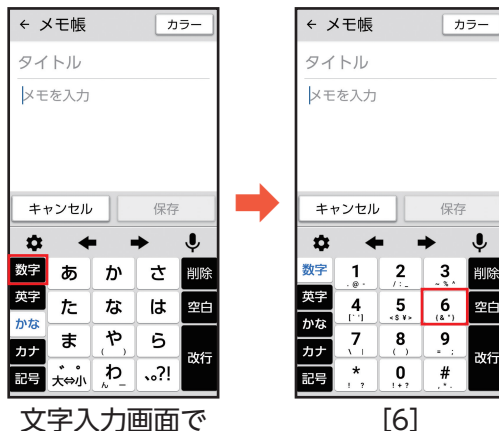 ← メモ帳 カラー
タイトル
メモを入力
キャンセル 保存
数字 あ か さ 削除
英字 た な は 空白
かな
カナ ま や ら 改行
( )
記号 大⇔小 わ 、。?!
ん ー
文字入力画面で
← メモ帳 カラー
タイトル
メモを入力
キャンセル 保存
数字 1 2 3 削除
. @ - / : _ ~ % ^
英字 4 5 6 空白
[ ' ] < $ ¥ > ( & " )
かな
カナ 7 8 9 改行
\ | { } = ;
記号 * 0 #
! ? ! + ? , * .
[6]